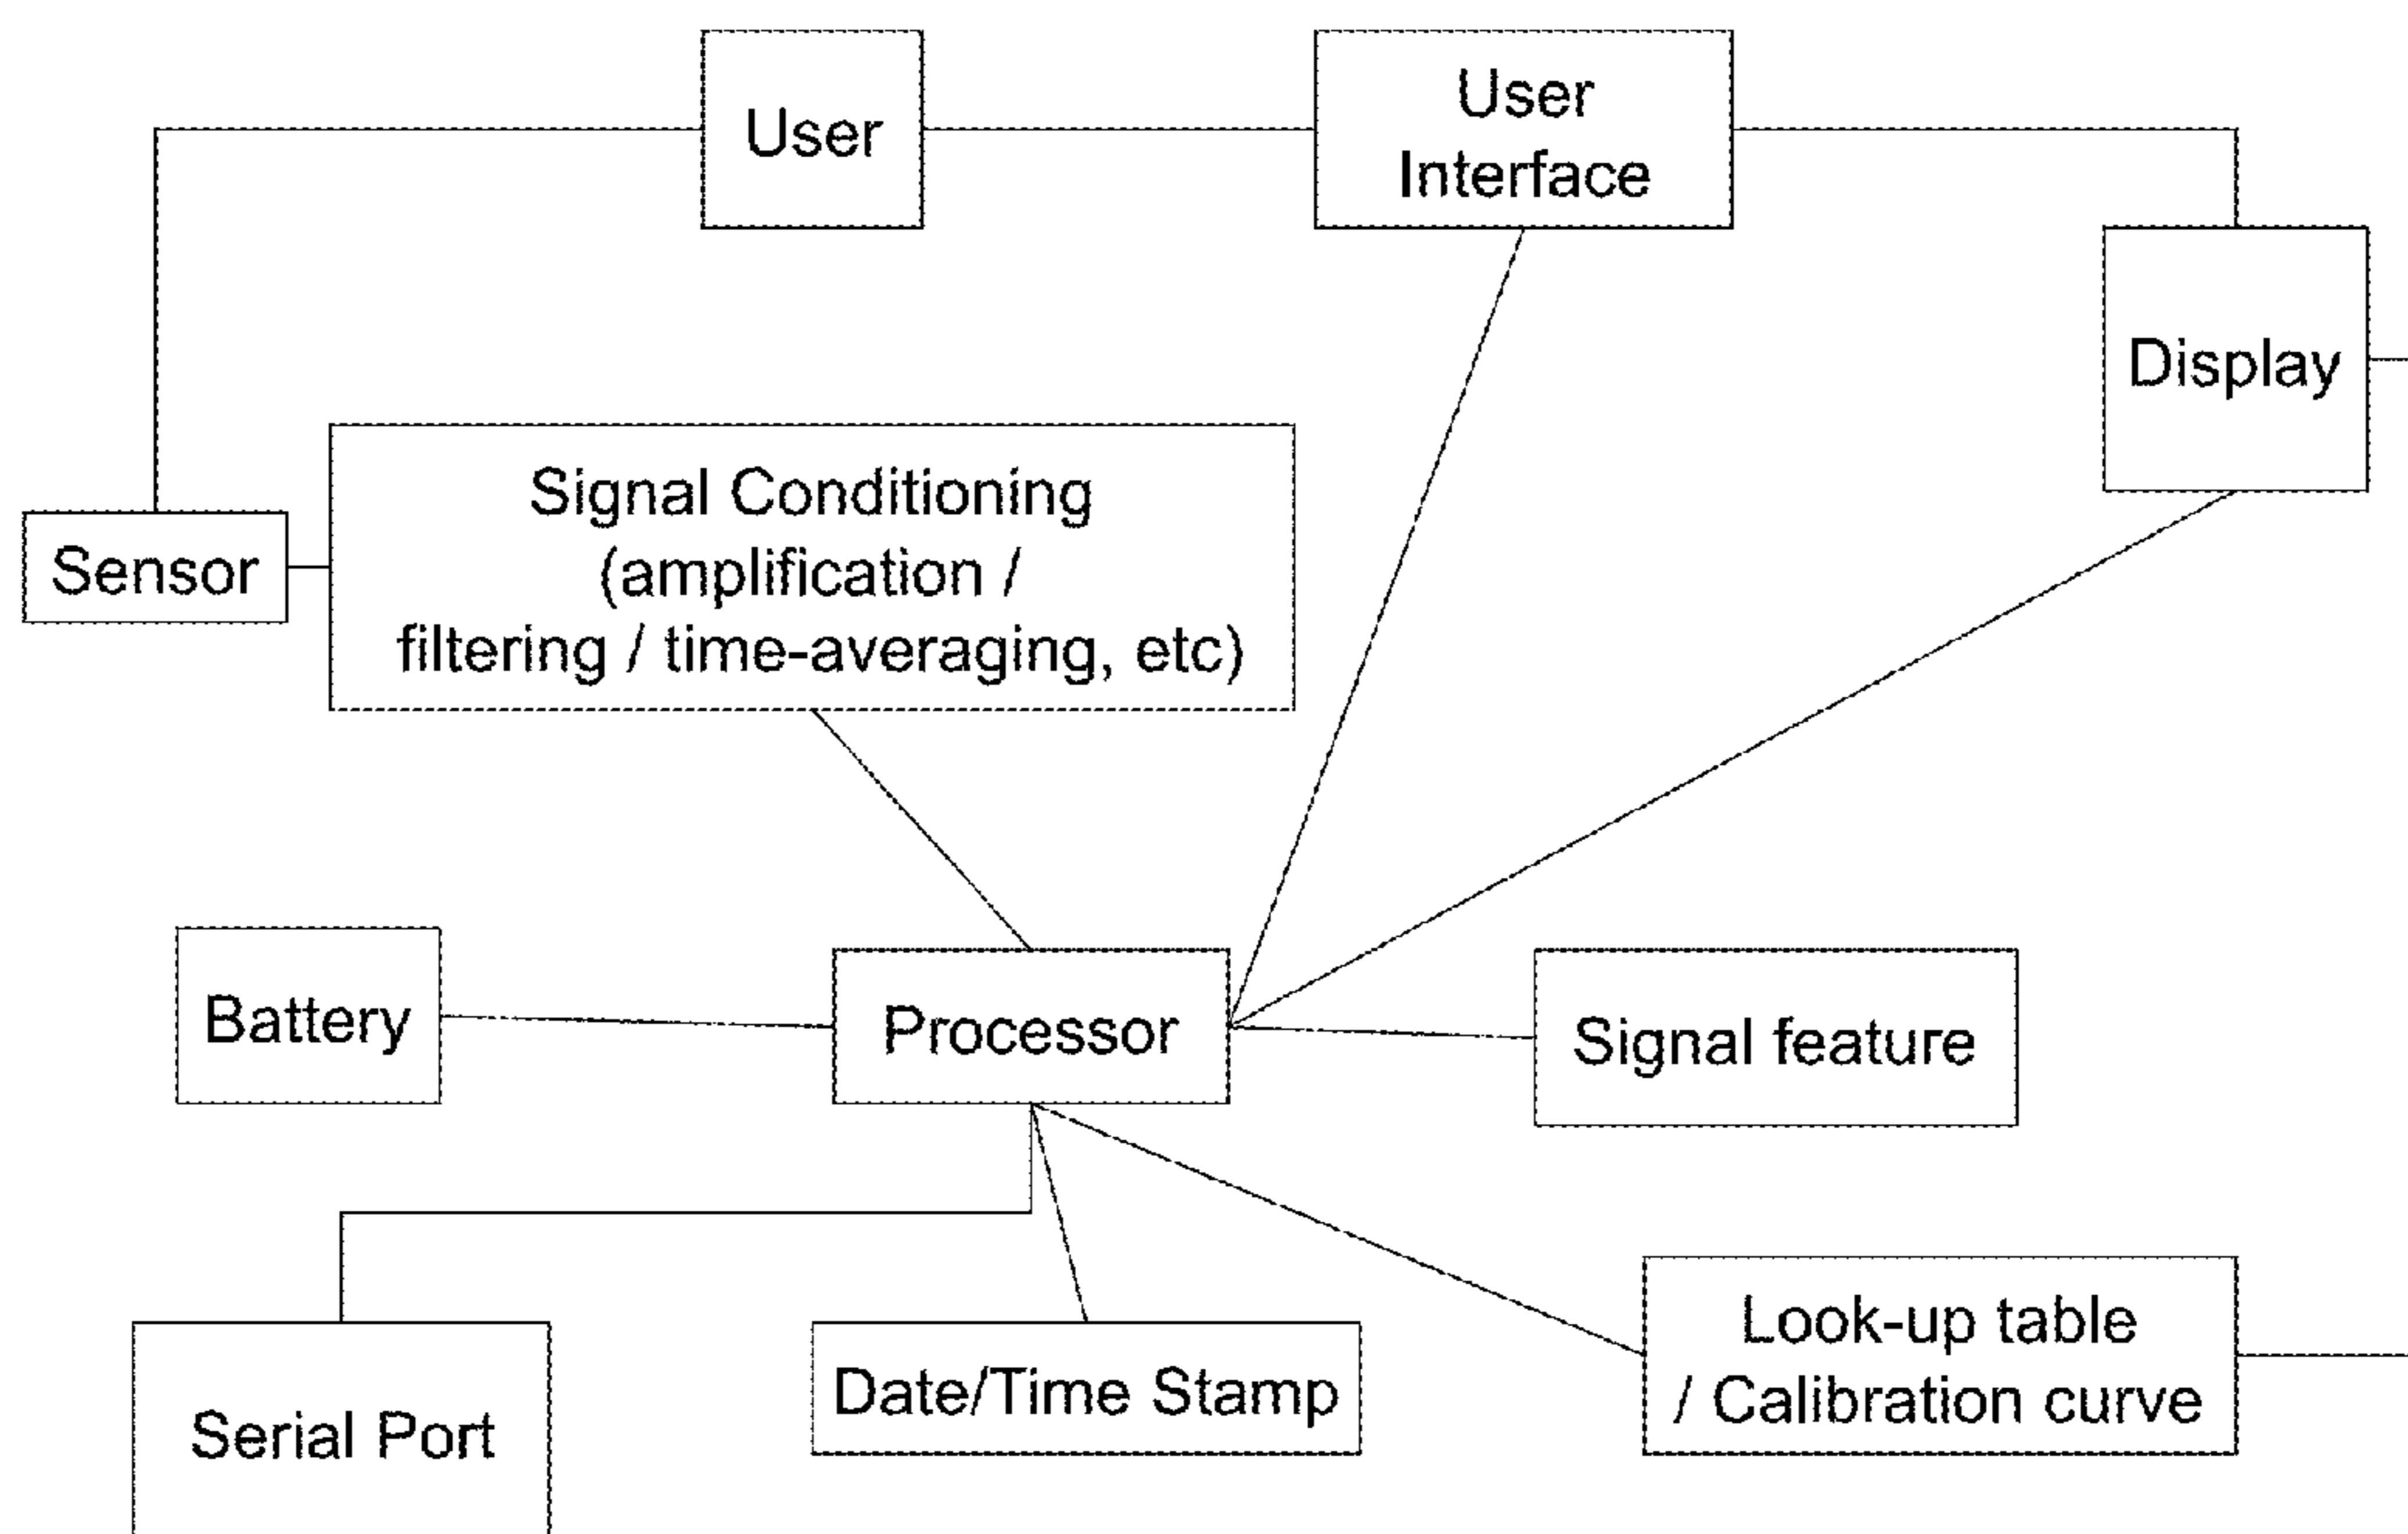 User
User
Interface
Display
Signal Conditioning
(amplification /
filtering / time-averaging, etc)
Sensor
Battery
Processor
Signal feature
Look-up table
/ Calibration curve
Date/Time Stamp
Serial Port